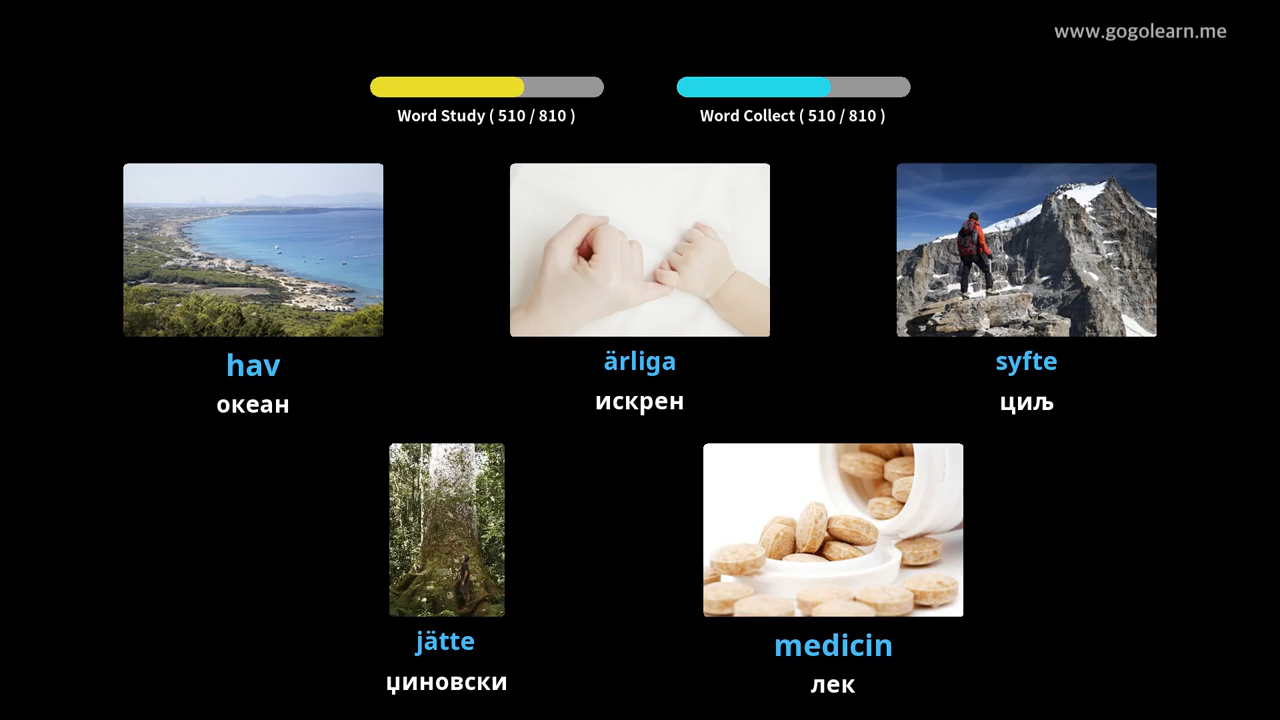 www.gogolearn.me
Word Study ( 510 / 810 )
Word Collect ( 510 / 810 )
hav
океан
ärliga
искрен
syfte
циљ
jätte
џиновски
medicin
лек